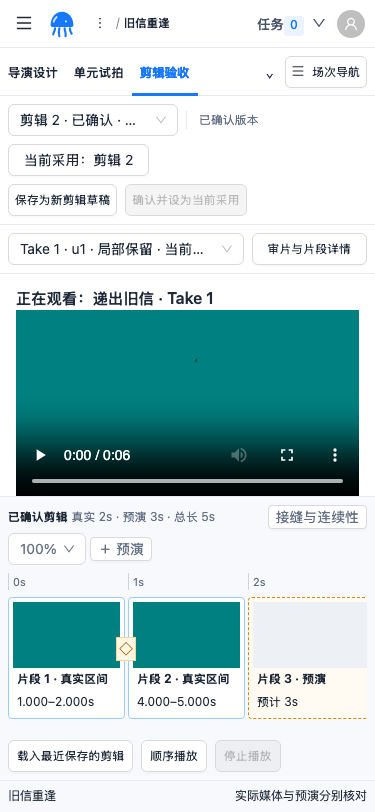 / 旧信重逢
任务 0
导演设计 单元试拍 剪辑验收 场次导航
剪辑 2 · 已确认 · ... 已确认版本
当前采用：剪辑 2
保存为新剪辑草稿 确认并设为当前采用
Take 1 · u1 · 局部保留 · 当前... 审片与片段详情
正在观看：递出旧信 · Take 1
0:00 / 0:06
已确认剪辑 真实 2s · 预演 3s · 总长 5s 接缝与连续性
100% + 预演
0s 1s 2s
片段 1 · 真实区间 片段 2 · 真实区间 片段 3 · 预演
1.000–2.000s 4.000–5.000s 预计 3s
载入最近保存的剪辑 顺序播放 停止播放
旧信重逢 实际媒体与预演分别核对